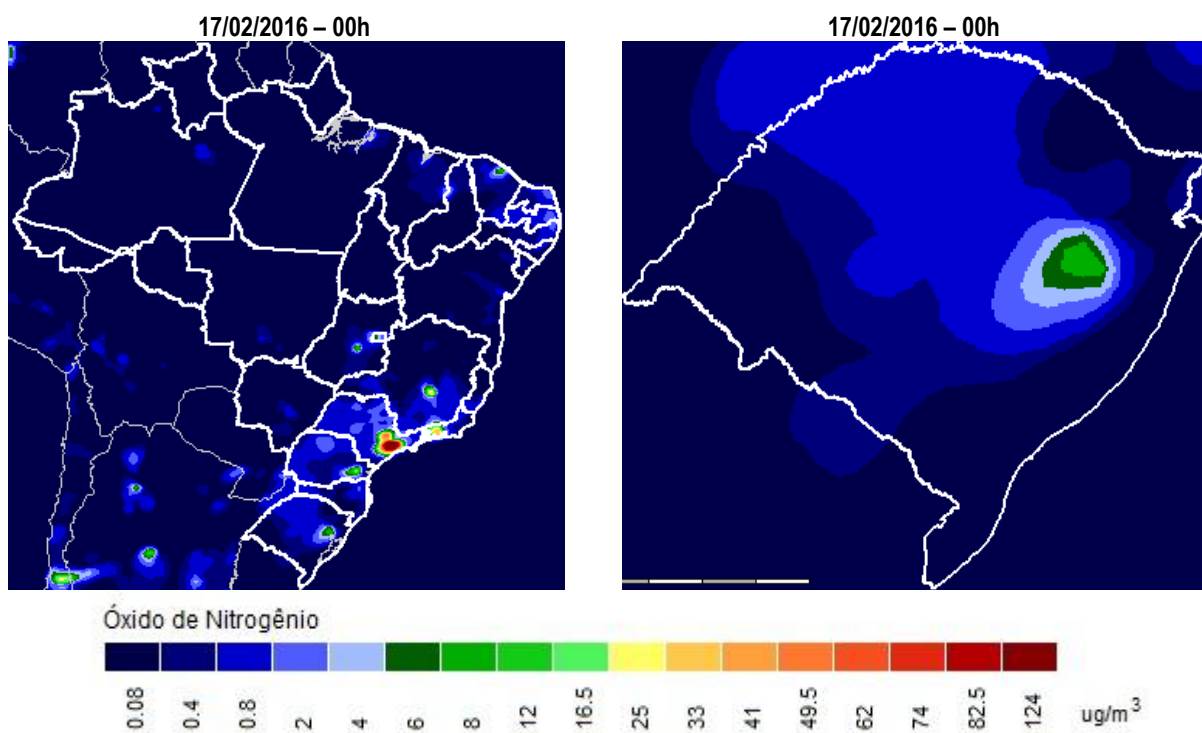 17/02/2016 – 00h
17/02/2016 – 00h
Óxido de Nitrogênio
0.08 0.4 0.8 2 4 6 8 12 16.5 25 33 41 49.5 62 74 82.5 124 ug/m³